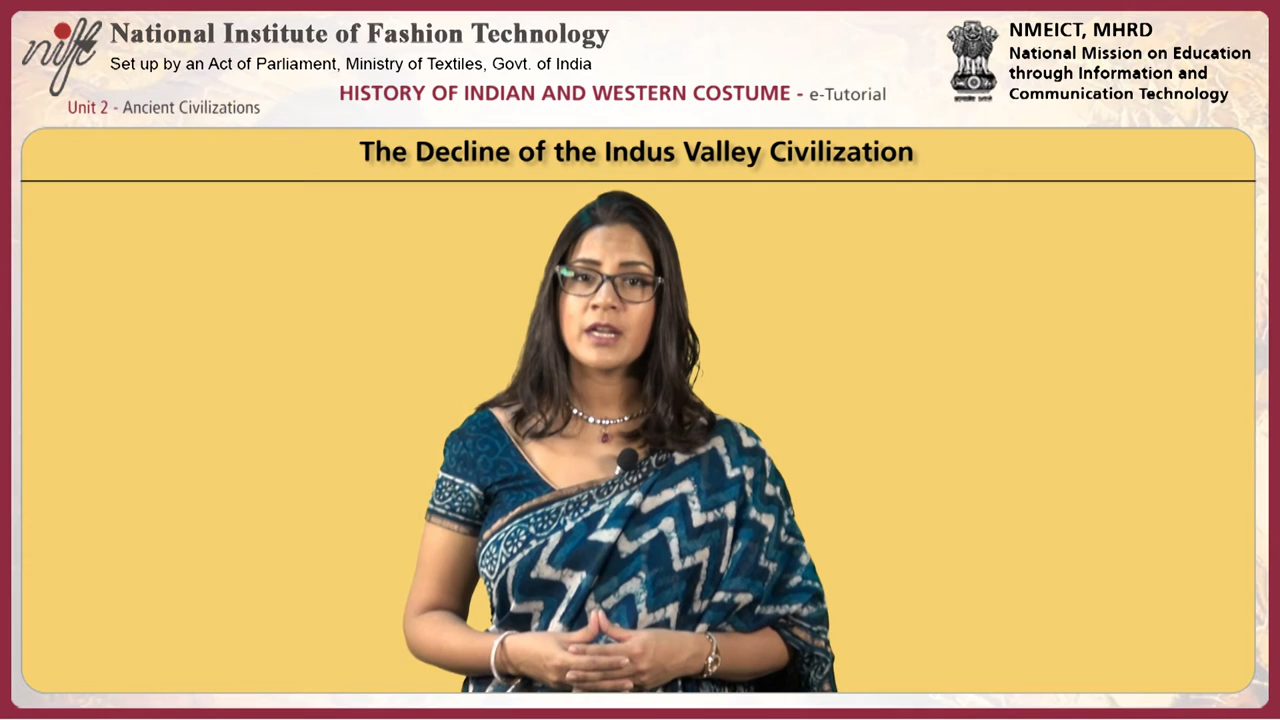 nift
National Institute of Fashion Technology
Set up by an Act of Parliament, Ministry of Textiles, Govt. of India
HISTORY OF INDIAN AND WESTERN COSTUME - e-Tutorial
Unit 2 - Ancient Civilizations
NMEICT, MHRD
National Mission on Education
through Information and
Communication Technology
The Decline of the Indus Valley Civilization